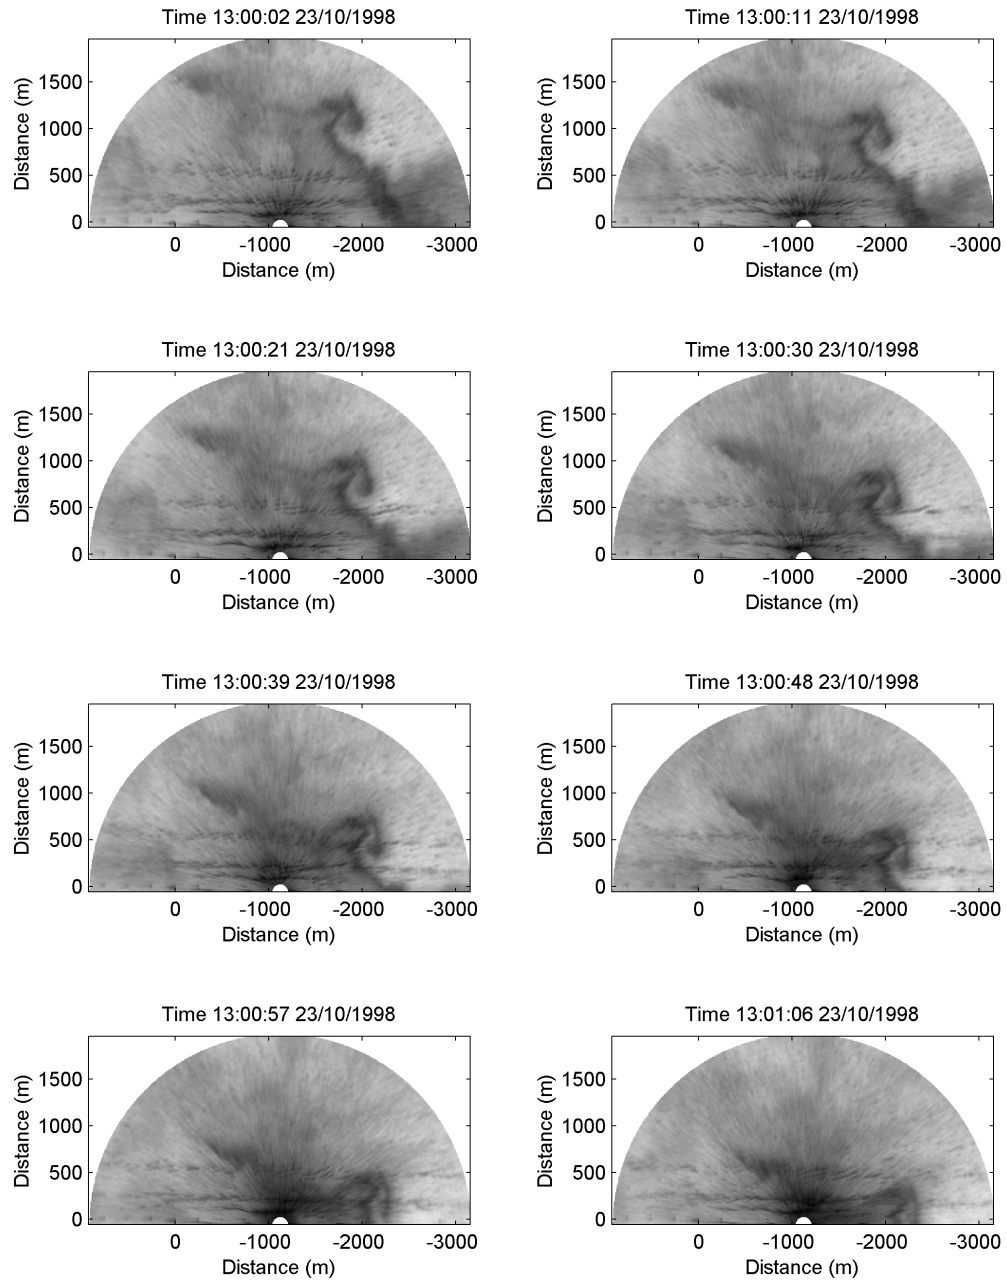 Time 13:00:02 23/10/1998
Distance (m)
1500
1000
500
0
0 -1000 -2000 -3000
Distance (m)
Time 13:00:11 23/10/1998
Distance (m)
1500
1000
500
0
0 -1000 -2000 -3000
Distance (m)
Time 13:00:21 23/10/1998
Distance (m)
1500
1000
500
0
0 -1000 -2000 -3000
Distance (m)
Time 13:00:30 23/10/1998
Distance (m)
1500
1000
500
0
0 -1000 -2000 -3000
Distance (m)
Time 13:00:39 23/10/1998
Distance (m)
1500
1000
500
0
0 -1000 -2000 -3000
Distance (m)
Time 13:00:48 23/10/1998
Distance (m)
1500
1000
500
0
0 -1000 -2000 -3000
Distance (m)
Time 13:00:57 23/10/1998
Distance (m)
1500
1000
500
0
0 -1000 -2000 -3000
Distance (m)
Time 13:01:06 23/10/1998
Distance (m)
1500
1000
500
0
0 -1000 -2000 -3000
Distance (m)